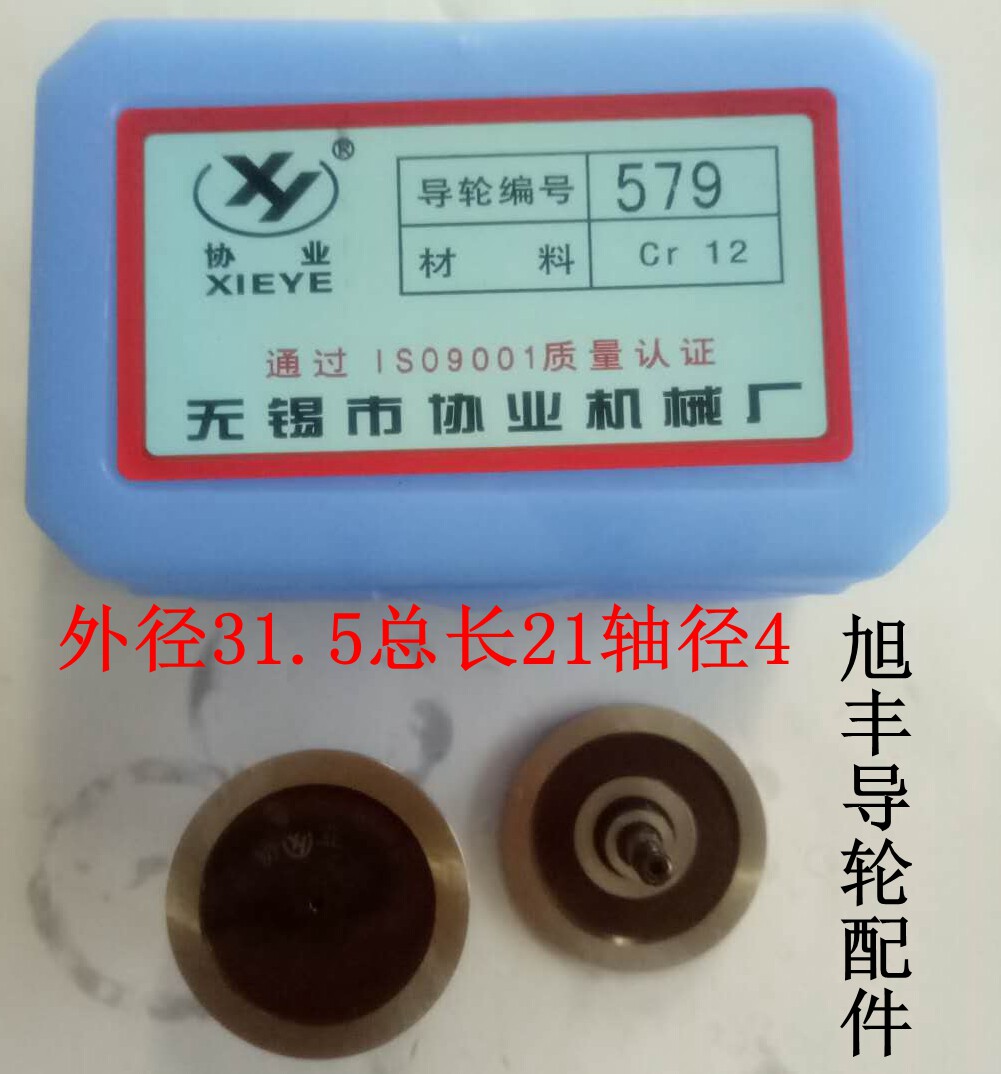 XY®
协业
XIEYE
导轮编号 579
材料 Cr 12
通过 ISO9001质量认证
无锡市协业机械厂
外径31.5总长21轴径4
旭丰导轮配件